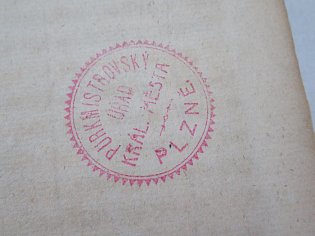 PURKMISTROVSKÝ
ÚŘAD
KRÁL. MĚSTA
PLZNĚ.